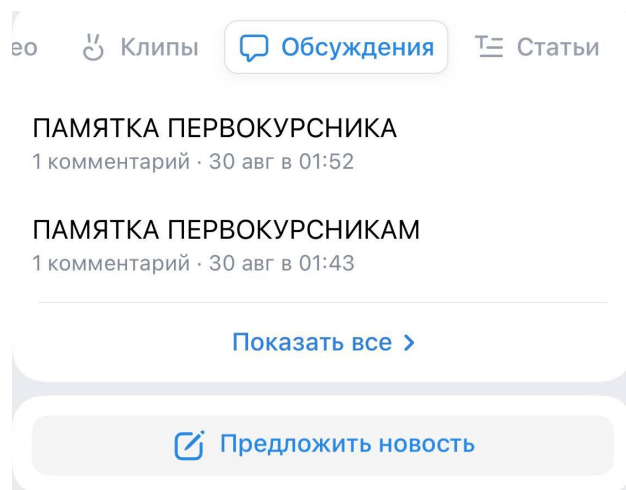 ео Клипы Обсуждения Статьи
ПАМЯТКА ПЕРВОКУРСНИКА
1 комментарий · 30 авг в 01:52
ПАМЯТКА ПЕРВОКУРСНИКАМ
1 комментарий · 30 авг в 01:43
Показать все
Предложить новость